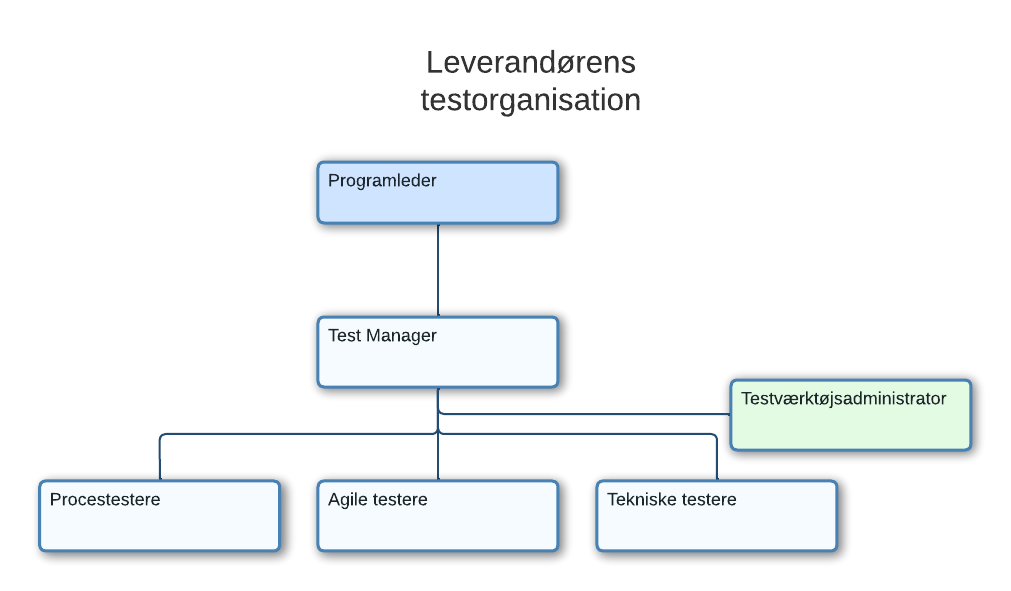 Leverandørens
testorganisation
Programleder
Test Manager
Testværktøjsadministrator
Procestestere
Agile testere
Tekniske testere